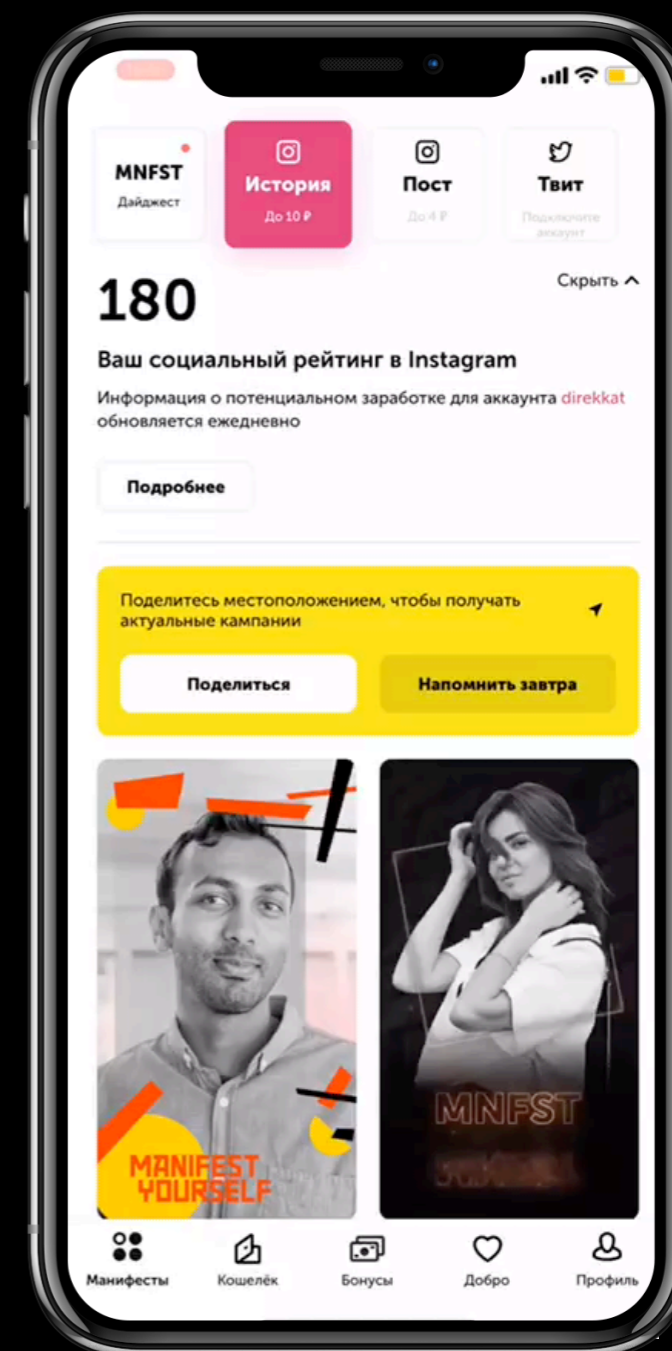 MNFST
Дайджест
История
До 10 ₽
Пост
До 4 ₽
Твит
Подключите
аккаунт
180
Скрыть
Ваш социальный рейтинг в Instagram
Информация о потенциальном заработке для аккаунта direkkat
обновляется ежедневно
Подробнее
Поделитесь местоположением, чтобы получать
актуальные кампании
Поделиться
Напомнить завтра
MANIFEST
YOURSELF
MNFST
Манифесты
Кошелёк
Бонусы
Добро
Профиль